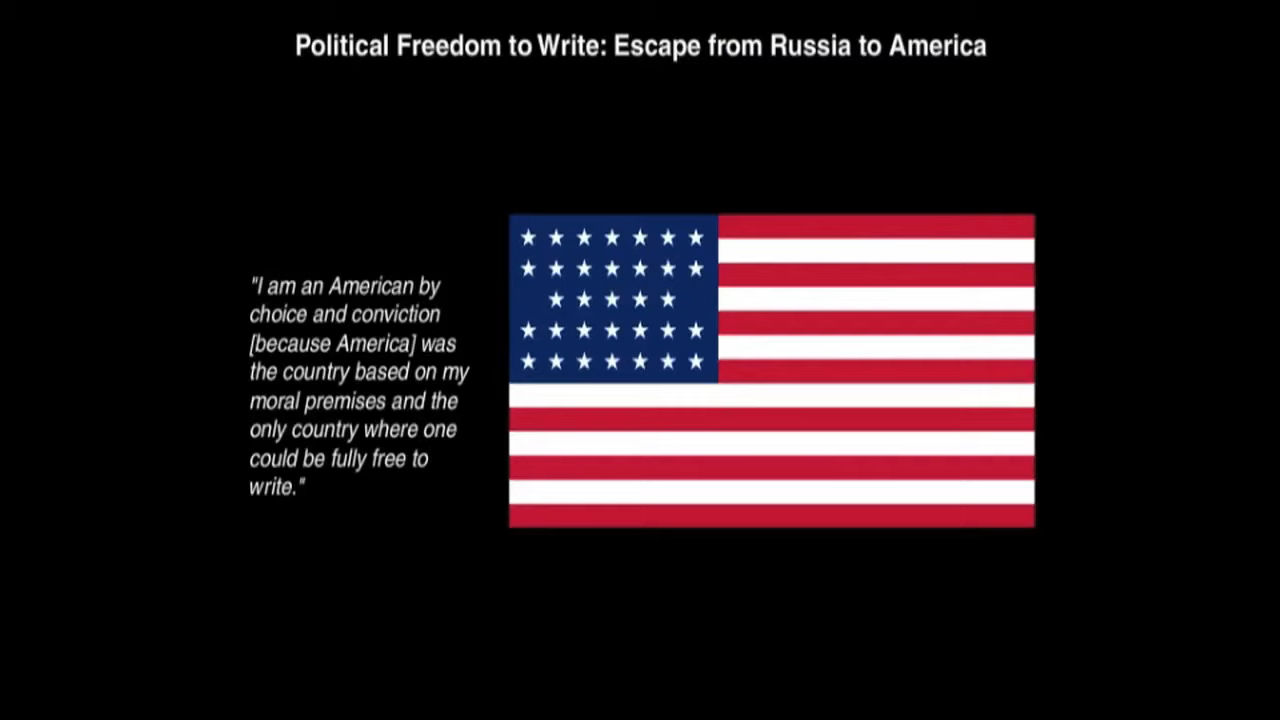 Political Freedom to Write: Escape from Russia to America
"I am an American by
choice and conviction
[because America] was
the country based on my
moral premises and the
only country where one
could be fully free to
write."